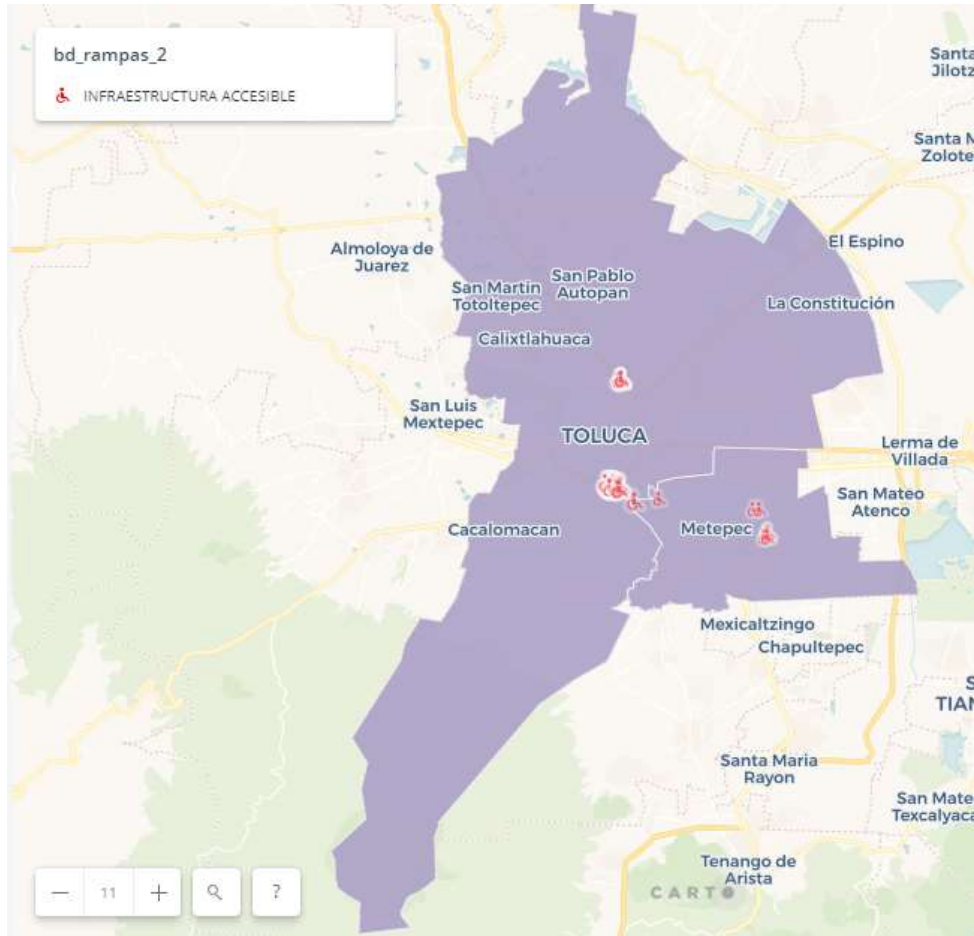 bd_rampas_2
INFRAESTRUCTURA ACCESIBLE
Santa
Jilotz
Santa M
Zolote
El Espino
Almoloya de
Juarez
San Pablo
Autopan
San Martin
Totoltepec
La Constitución
Calixtlahuaca
San Luis
Mextepec
TOLUCA
Lerma de
Villada
San Mateo
Atenco
Cacalomacan
Metepec
Mexicaltzingo
Chapultepec
S
TIAN
Santa Maria
Rayon
San Mate
Texcalyaca
Tenango de
Arista
CARTO
− 11 + ?